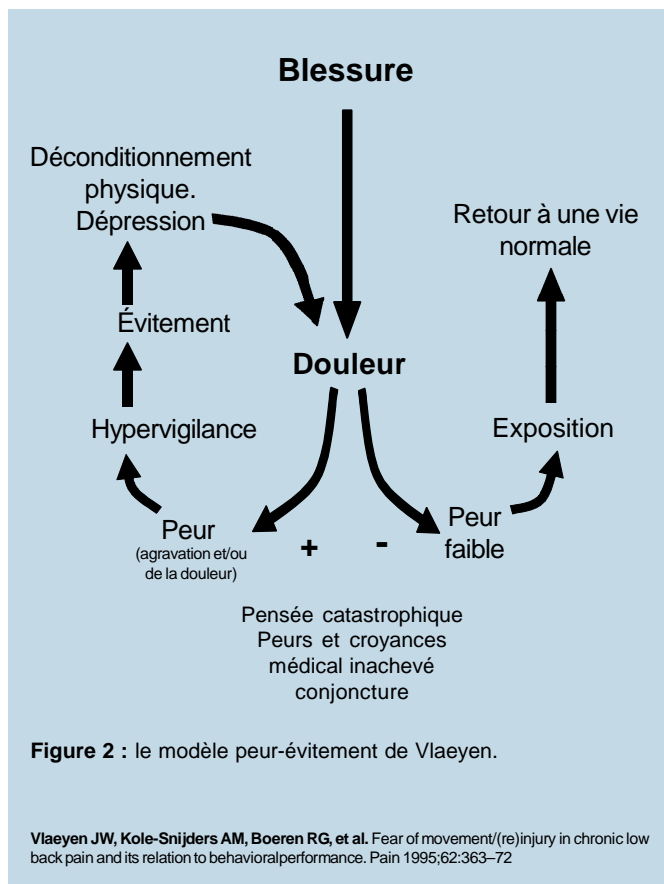 Blessure
Déconditionnement
physique.
Dépression
Retour à une vie
normale
Évitement
Douleur
Hypervigilance
Exposition
Peur
(agravation et/ou
de la douleur)
+
-
Peur
faible
Pensée catastrophique
Peurs et croyances
médical inachevé
conjoncture
Figure 2 : le modèle peur-évitement de Vlaeyen.
Vlaeyen JW, Kole-Snijders AM, Boeren RG, et al. Fear of movement/(re)injury in chronic low
back pain and its relation to behavioralperformance. Pain 1995;62:363–72